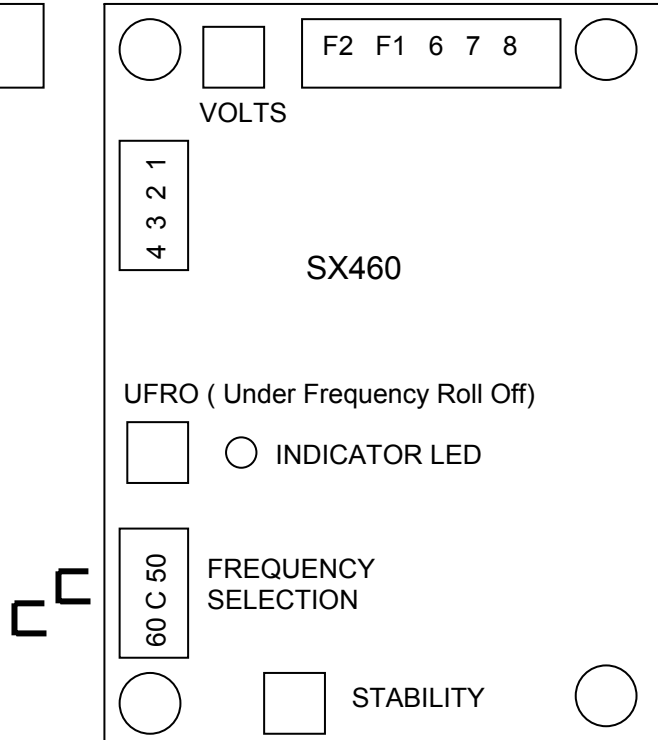 F2 F1 6 7 8
VOLTS
4 3 2 1
SX460
UFRO ( Under Frequency Roll Off)
INDICATOR LED
60 C 50
FREQUENCY
SELECTION
STABILITY